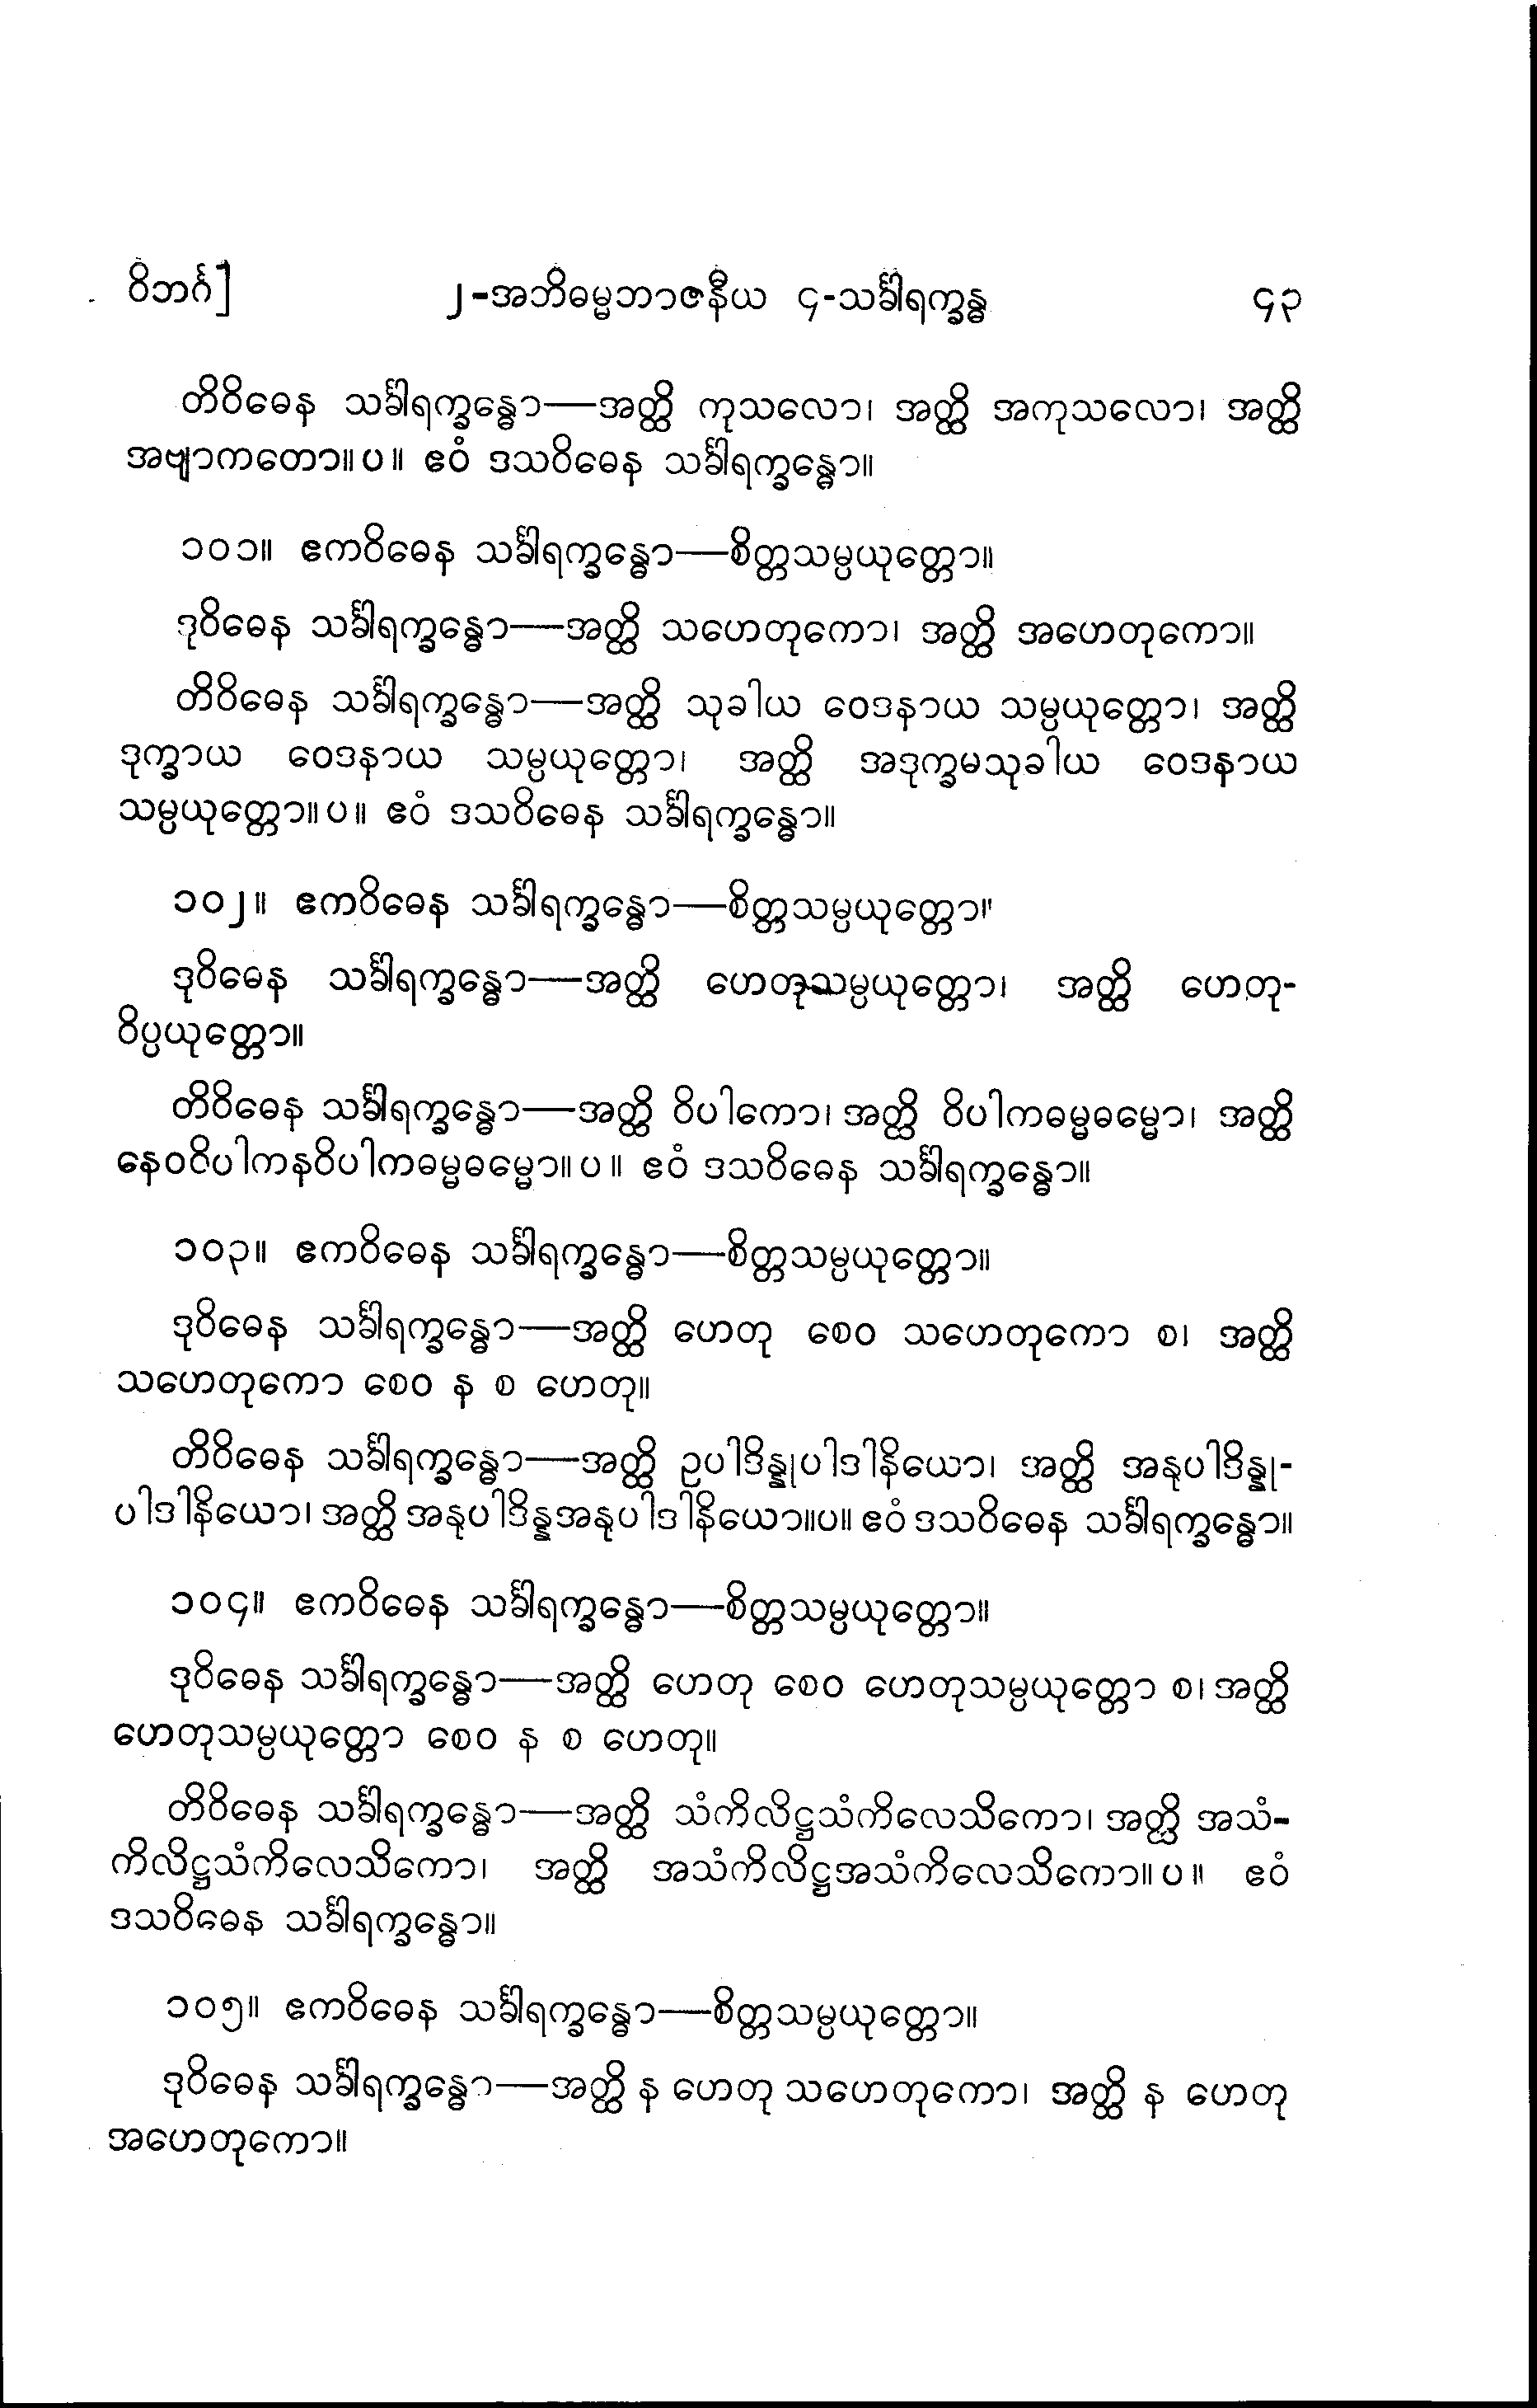 ဝိဘင်္ဂ]	၂-အဘိဓမ္မဘာဇနီယ ၄-သင်္ခါရက္ခန္ဓ	၄၃
တိဝိဓေန သင်္ခါရက္ခန္ဓော—အတ္ထိ ကုသလော၊ အတ္ထိ အကုသလော၊ အတ္ထိ
အဗျာကတော။ပ။ ဧဝံ ဒသဝိဓေန သင်္ခါရက္ခန္ဓော။
၁၀၁။ ဧကဝိဓေန သင်္ခါရက္ခန္ဓော—စိတ္တသမ္ပယုတ္တော။
ဒုဝိဓေန သင်္ခါရက္ခန္ဓော—အတ္ထိ သဟေတုကော၊ အတ္ထိ အဟေတုကော။
တိဝိဓေန သင်္ခါရက္ခန္ဓော—အတ္ထိ သုခါယ ဝေဒနာယ သမ္ပယုတ္တော၊ အတ္ထိ
ဒုက္ခာယ ဝေဒနာယ သမ္ပယုတ္တော၊ အတ္ထိ အဒုက္ခမသုခါယ ဝေဒနာယ
သမ္ပယုတ္တော။ပ။ ဧဝံ ဒသဝိဓေန သင်္ခါရက္ခန္ဓော။
၁၀၂။ ဧကဝိဓေန သင်္ခါရက္ခန္ဓော—စိတ္တသမ္ပယုတ္တော။
ဒုဝိဓေန သင်္ခါရက္ခန္ဓော—အတ္ထိ ဟေတုသမ္ပယုတ္တော၊ အတ္ထိ ဟေတု-
ဝိပ္ပယုတ္တော။
တိဝိဓေန သင်္ခါရက္ခန္ဓော—အတ္ထိ ဝိပါကော၊ အတ္ထိ ဝိပါကဓမ္မဓမ္မော၊ အတ္ထိ
နေဝဝိပါကနဝိပါကဓမ္မဓမ္မော။ပ။ ဧဝံ ဒသဝိဓေန သင်္ခါရက္ခန္ဓော။
၁၀၃။ ဧကဝိဓေန သင်္ခါရက္ခန္ဓော—စိတ္တသမ္ပယုတ္တော။
ဒုဝိဓေန သင်္ခါရက္ခန္ဓော—အတ္ထိ ဟေတု စေဝ သဟေတုကော စ၊ အတ္ထိ
သဟေတုကော စေဝ န စ ဟေတု။
တိဝိဓေန သင်္ခါရက္ခန္ဓော—အတ္ထိ ဥပါဒိန္နုပါဒါနိယော၊ အတ္ထိ အနုပါဒိန္နု-
ပါဒါနိယော၊ အတ္ထိ အနုပါဒိန္နအနုပါဒါနိယော။ပ။ ဧဝံ ဒသဝိဓေန သင်္ခါရက္ခန္ဓော။
၁၀၄။ ဧကဝိဓေန သင်္ခါရက္ခန္ဓော—စိတ္တသမ္ပယုတ္တော။
ဒုဝိဓေန သင်္ခါရက္ခန္ဓော—အတ္ထိ ဟေတု စေဝ ဟေတုသမ္ပယုတ္တော စ၊ အတ္ထိ
ဟေတုသမ္ပယုတ္တော စေဝ န စ ဟေတု။
တိဝိဓေန သင်္ခါရက္ခန္ဓော—အတ္ထိ သံကိလိဋ္ဌသံကိလေသိကော၊ အတ္ထိ အသံ-
ကိလိဋ္ဌသံကိလေသိကော၊ အတ္ထိ အသံကိလိဋ္ဌအသံကိလေသိကော။ပ။ ဧဝံ
ဒသဝိဓေန သင်္ခါရက္ခန္ဓော။
၁၀၅။ ဧကဝိဓေန သင်္ခါရက္ခန္ဓော—စိတ္တသမ္ပယုတ္တော။
ဒုဝိဓေန သင်္ခါရက္ခန္ဓော—အတ္ထိ န ဟေတု သဟေတုကော၊ အတ္ထိ န ဟေတု
အဟေတုကော။